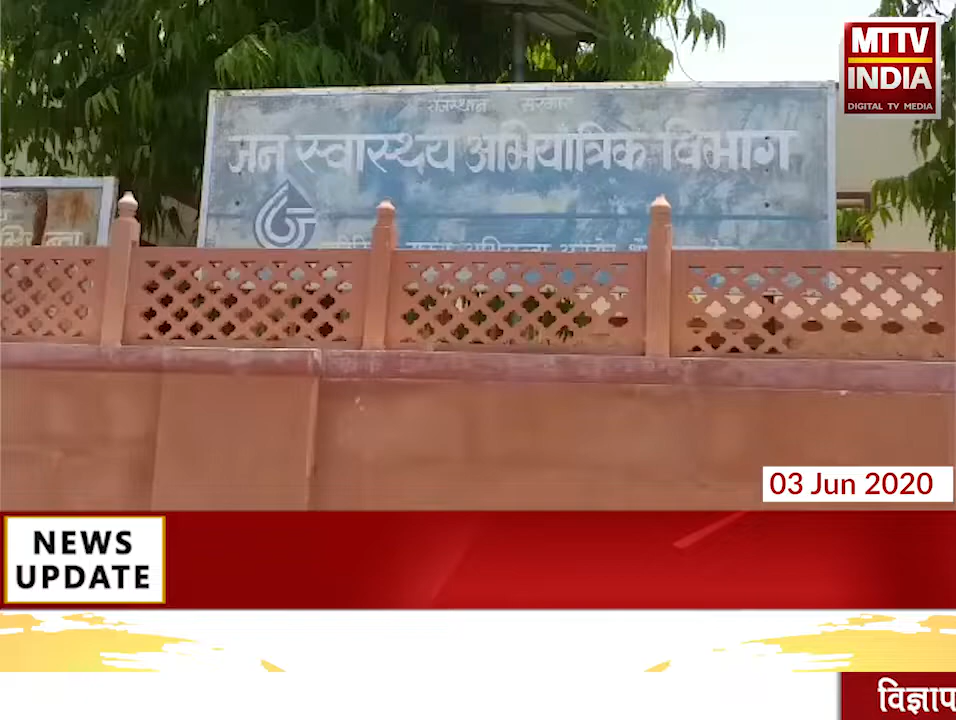 MTTV
INDIA
DIGITAL TV MEDIA
राजस्थान सरकार
जन स्वास्थ्य अभियांत्रिक विभाग
03 Jun 2020
NEWS
UPDATE